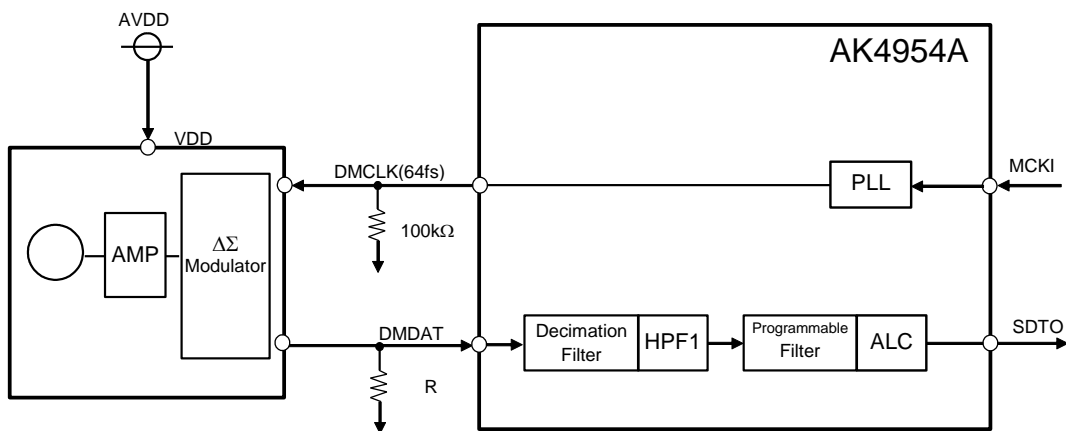 AVDD
AK4954A
VDD
DMCLK(64fs)
MCKI
PLL
100kΩ
AMP
ΔΣ
Modulator
DMDAT
Decimation
Filter
HPF1
Programmable
Filter
ALC
SDTO
R